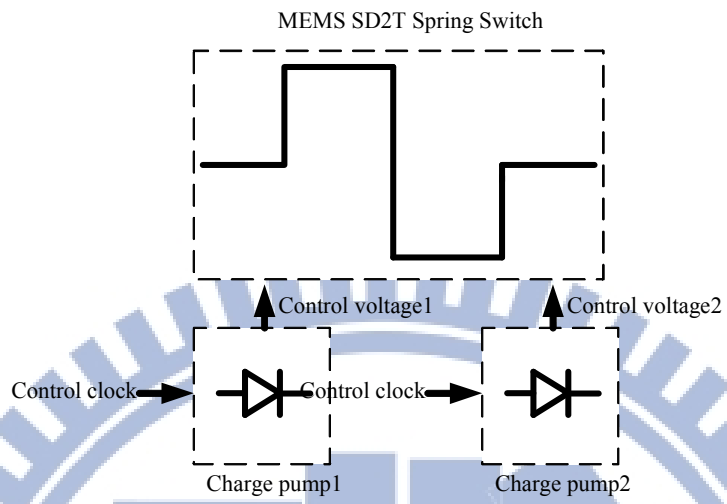 MEMS SD2T Spring Switch
Control voltage1
Control voltage2
Control clock
Control clock
Charge pump1
Charge pump2